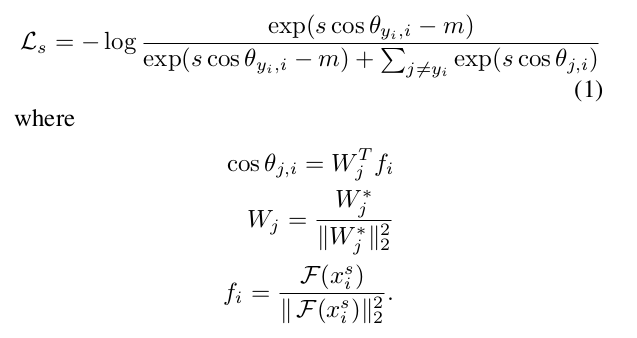 $$\mathcal{L}_s = -\log \frac{\exp(s\cos\theta_{y_i,i} - m)}{\exp(s\cos\theta_{y_i,i} - m) + \sum_{j \neq y_i} \exp(s\cos\theta_{j,i})}$$
(1)
where
$$\cos\theta_{j,i} = W_j^T f_i$$
$$W_j = \frac{W_j^*}{\|W_j^*\|_2^2}$$
$$f_i = \frac{\mathcal{F}(x_i^s)}{\|\mathcal{F}(x_i^s)\|_2^2}.$$